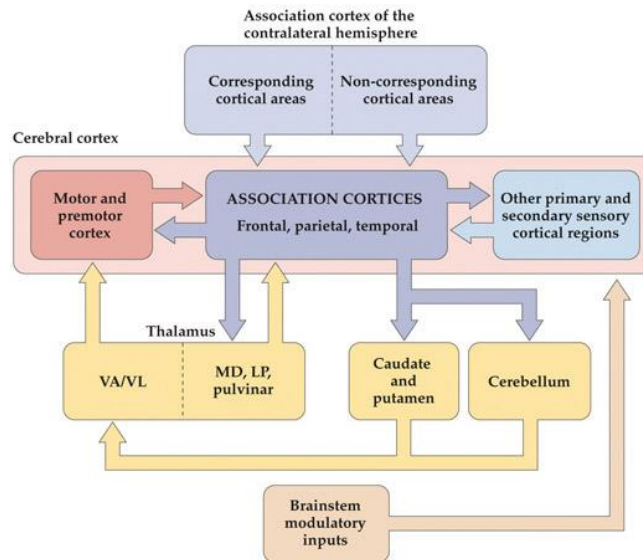 Association cortex of the
contralateral hemisphere
Corresponding
cortical areas
Non-corresponding
cortical areas
Cerebral cortex
Motor and
premotor
cortex
ASSOCIATION CORTICES
Frontal, parietal, temporal
Other primary and
secondary sensory
cortical regions
Thalamus
VA/VL
MD, LP,
pulvinar
Caudate
and
putamen
Cerebellum
Brainstem
modulatory
inputs